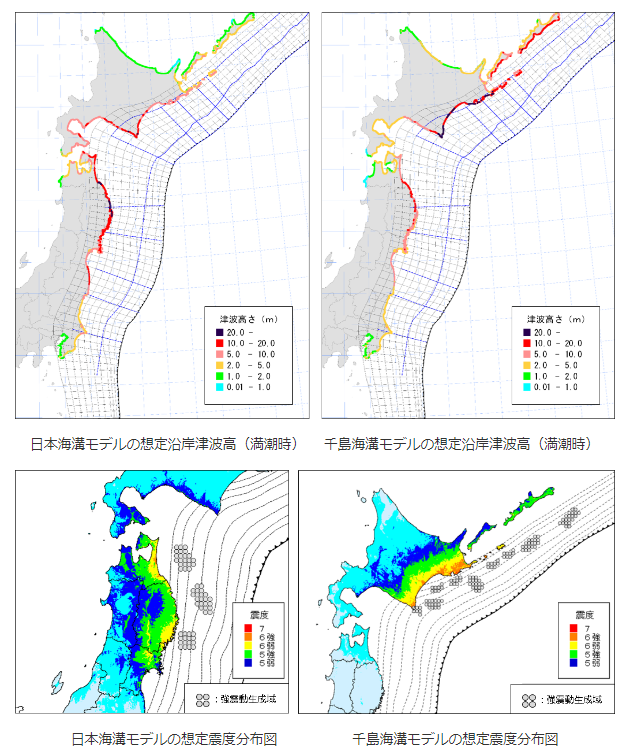 津波高さ（m）
20.0 -
10.0 - 20.0
5.0 - 10.0
2.0 - 5.0
1.0 - 2.0
0.01 - 1.0
津波高さ（m）
20.0 -
10.0 - 20.0
5.0 - 10.0
2.0 - 5.0
1.0 - 2.0
0.01 - 1.0
日本海溝モデルの想定沿岸津波高（満潮時）
千島海溝モデルの想定沿岸津波高（満潮時）
震度
7
6強
6弱
5強
5弱
：強震動生成域
震度
7
6強
6弱
5強
5弱
：強震動生成域
日本海溝モデルの想定震度分布図
千島海溝モデルの想定震度分布図